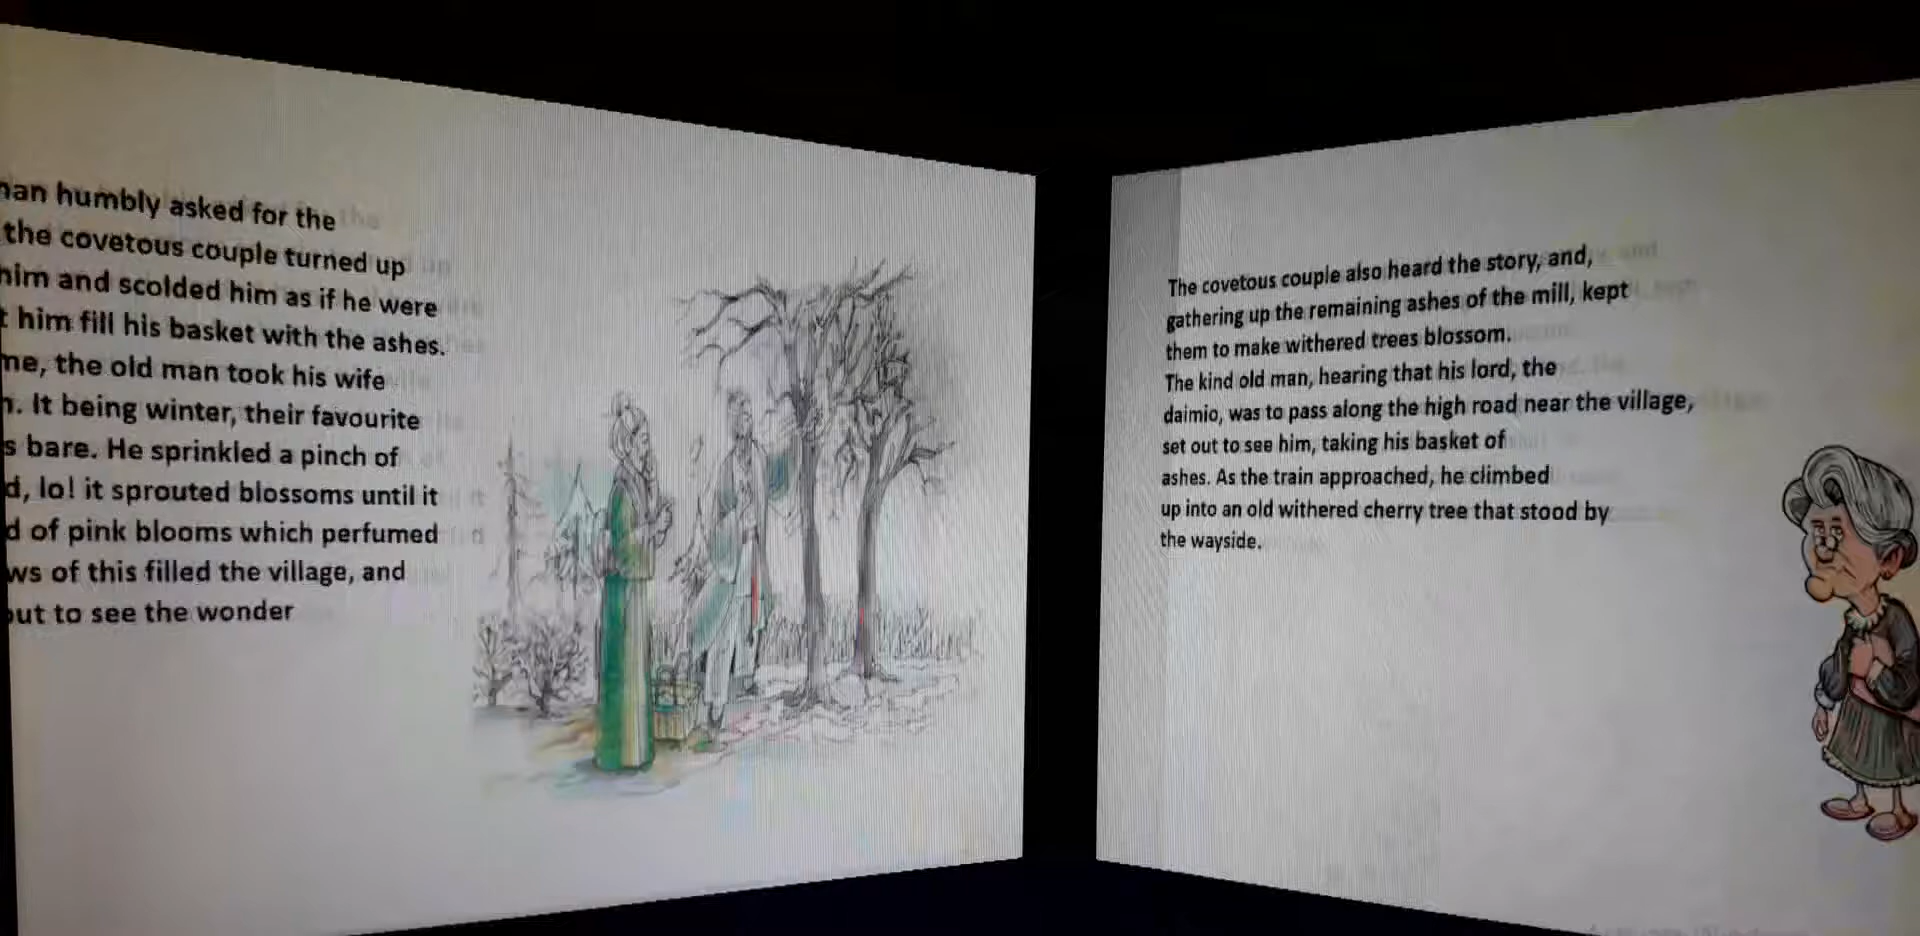 humbly asked for the
the covetous couple turned up
him and scolded him as if he were
him fill his basket with the ashes.
the old man took his wife
It being winter, their favourite
s bare. He sprinkled a pinch of
d, lo! it sprouted blossoms until it
d of pink blooms which perfumed
ws of this filled the village, and
out to see the wonder
The covetous couple also heard the story, and,
gathering up the remaining ashes of the mill, kept
them to make withered trees blossom.
The kind old man, hearing that his lord, the
daimio, was to pass along the high road near the village,
set out to see him, taking his basket of
ashes. As the train approached, he climbed
up into an old withered cherry tree that stood by
the wayside.